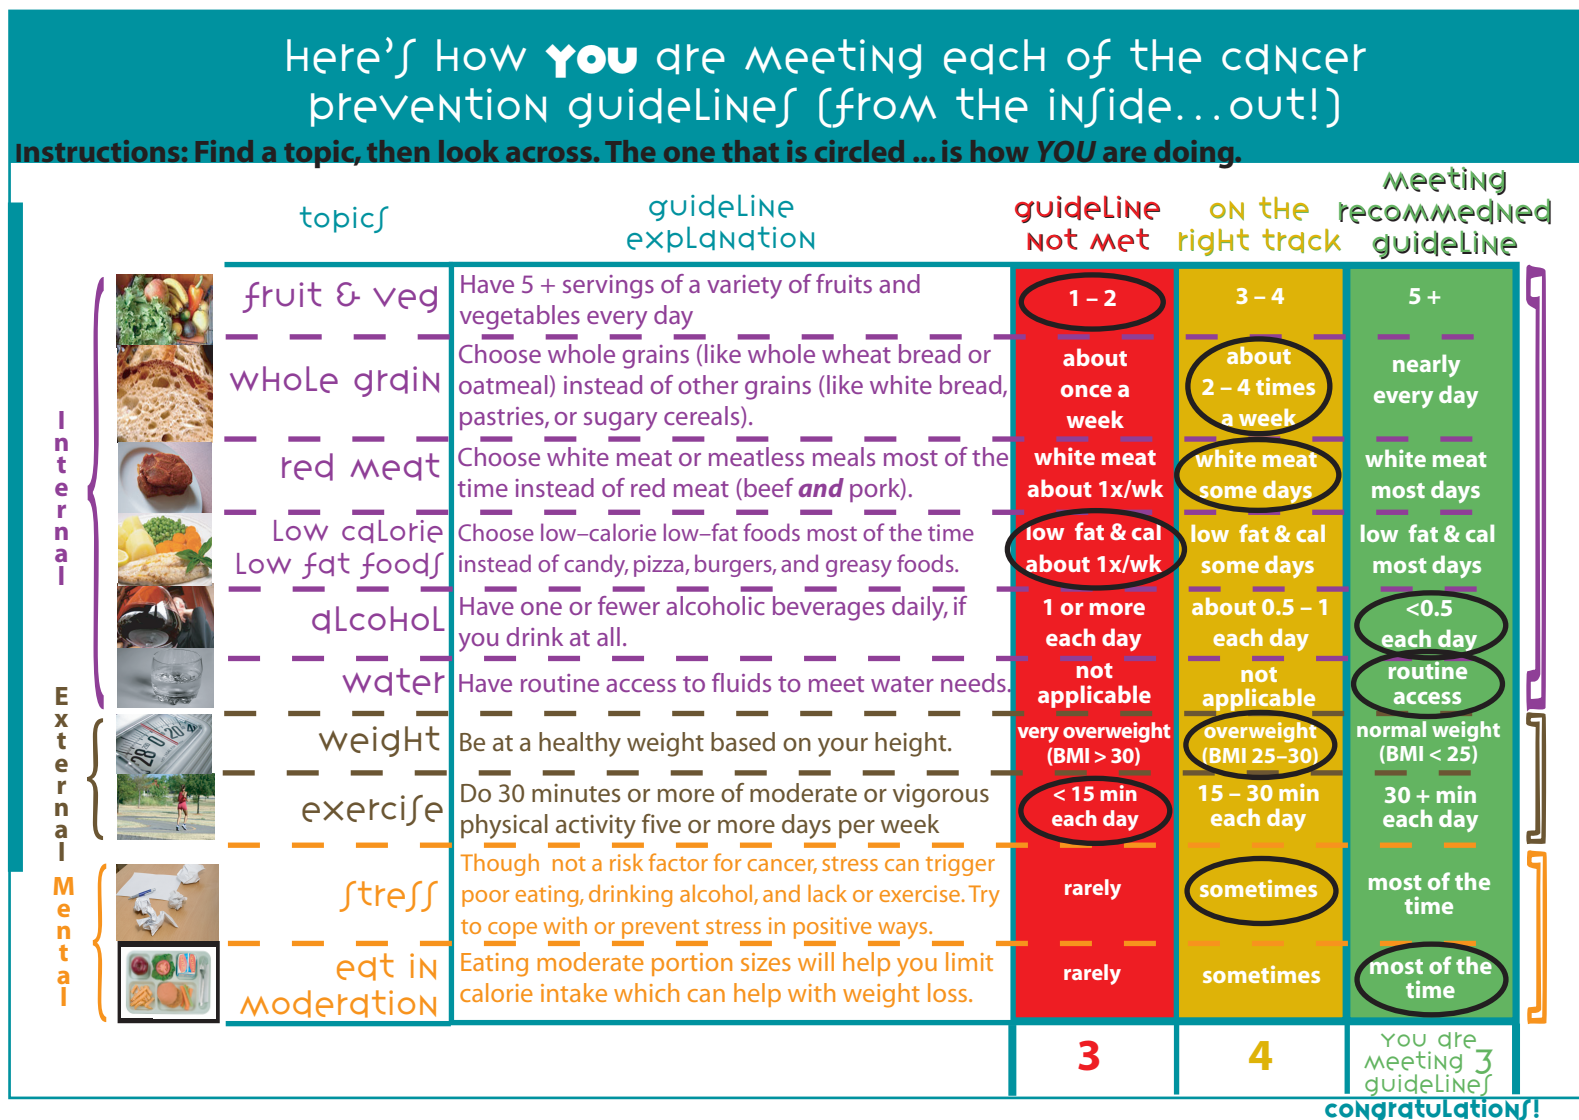 Here's how YOU are meeting each of the cancer
prevention guidelines (from the inside...out!)
Instructions: Find a topic, then look across. The one that is circled ... is how YOU are doing.
topics
guideline
explanation
guideline
not met
on the
right track
meeting
recommedned
guideline
Internal
fruit & veg
Have 5 + servings of a variety of fruits and
vegetables every day
1 – 2
3 – 4
5 +
whole grain
Choose whole grains (like whole wheat bread or
oatmeal) instead of other grains (like white bread,
pastries, or sugary cereals).
about
once a
week
about
2 – 4 times
a week
nearly
every day
red meat
Choose white meat or meatless meals most of the
time instead of red meat (beef and pork).
white meat
about 1x/wk
white meat
some days
white meat
most days
Low calorie
Low fat foods
Choose low–calorie low–fat foods most of the time
instead of candy, pizza, burgers, and greasy foods.
low fat & cal
about 1x/wk
low fat & cal
some days
low fat & cal
most days
alcohol
Have one or fewer alcoholic beverages daily, if
you drink at all.
1 or more
each day
about 0.5 – 1
each day
<0.5
each day
water
Have routine access to fluids to meet water needs.
not
applicable
not
applicable
routine
access
External
weight
Be at a healthy weight based on your height.
very overweight
(BMI > 30)
overweight
(BMI 25–30)
normal weight
(BMI < 25)
exercise
Do 30 minutes or more of moderate or vigorous
physical activity five or more days per week
< 15 min
each day
15 – 30 min
each day
30 + min
each day
Mental
stress
Though not a risk factor for cancer, stress can trigger
poor eating, drinking alcohol, and lack or exercise. Try
to cope with or prevent stress in positive ways.
rarely
sometimes
most of the
time
eat in
moderation
Eating moderate portion sizes will help you limit
calorie intake which can help with weight loss.
rarely
sometimes
most of the
time
3
4
you are
meeting 3
guidelines
congratulations!